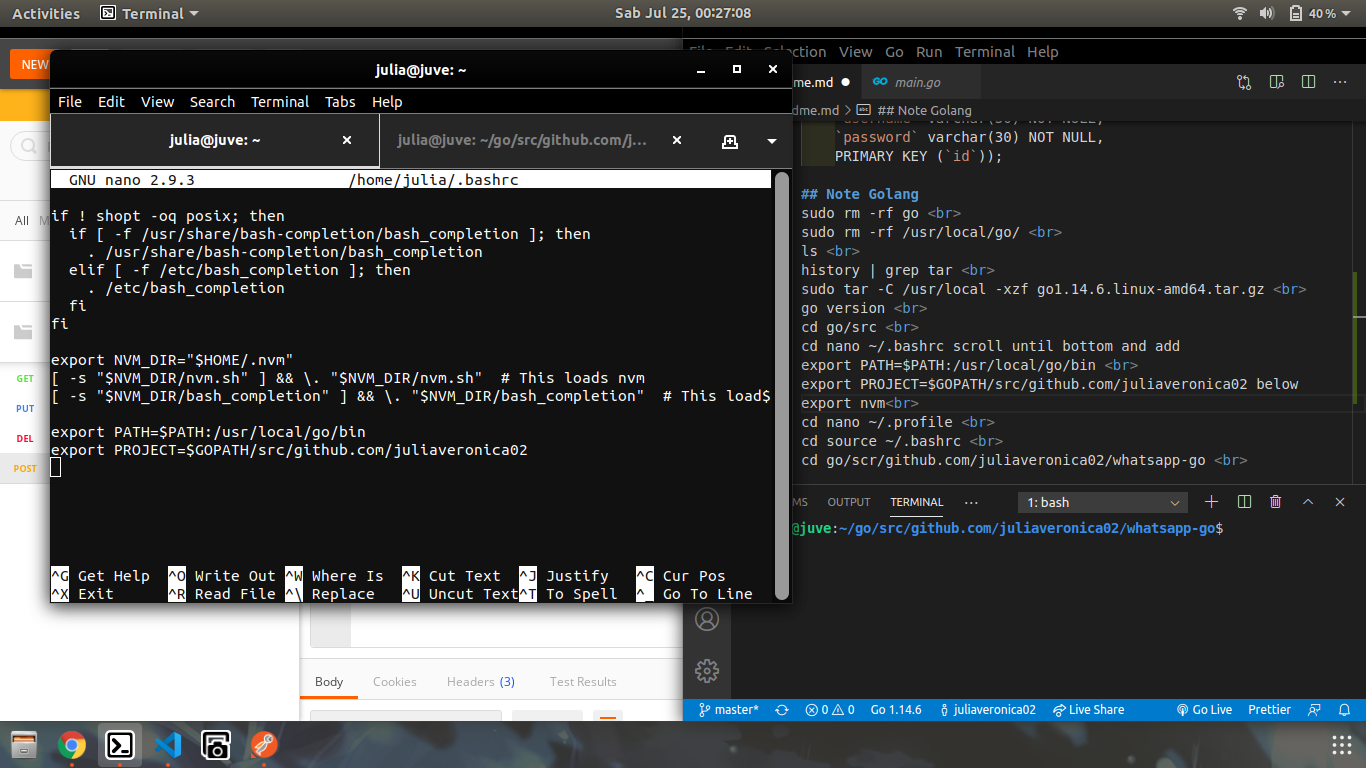 Activities Terminal Sab Jul 25, 00:27:08 40 %
NEW
All
GET
PUT
DEL
POST
julia@juve: ~
File Edit View Search Terminal Tabs Help
julia@juve: ~ julia@juve: ~/go/src/github.com/j...
GNU nano 2.9.3 /home/julia/.bashrc
if ! shopt -oq posix; then
if [ -f /usr/share/bash-completion/bash_completion ]; then
. /usr/share/bash-completion/bash_completion
elif [ -f /etc/bash_completion ]; then
. /etc/bash_completion
fi
fi
export NVM_DIR="$HOME/.nvm"
[ -s "$NVM_DIR/nvm.sh" ] && \. "$NVM_DIR/nvm.sh"  # This loads nvm
[ -s "$NVM_DIR/bash_completion" ] && \. "$NVM_DIR/bash_completion"  # This load$
export PATH=$PATH:/usr/local/go/bin
export PROJECT=$GOPATH/src/github.com/juliaveronica02
^G Get Help ^O Write Out ^W Where Is ^K Cut Text ^J Justify ^C Cur Pos
^X Exit ^R Read File ^\ Replace ^U Uncut Text ^T To Spell ^_ Go To Line
Body Cookies Headers (3) Test Results
File Edit Selection View Go Run Terminal Help
me.md main.go
dme.md > ## Note Golang
`password` varchar(30) NOT NULL,
PRIMARY KEY (`id`));
## Note Golang
sudo rm -rf go <br>
sudo rm -rf /usr/local/go/ <br>
ls <br>
history | grep tar <br>
sudo tar -C /usr/local -xzf go1.14.6.linux-amd64.tar.gz <br>
go version <br>
cd go/src <br>
cd nano ~/.bashrc scroll until bottom and add
export PATH=$PATH:/usr/local/go/bin <br>
export PROJECT=$GOPATH/src/github.com/juliaveronica02 below
export nvm<br>
cd nano ~/.profile <br>
cd source ~/.bashrc <br>
cd go/scr/github.com/juliaveronica02/whatsapp-go <br>
MS OUTPUT TERMINAL ... 1: bash
@juve:~/go/src/github.com/juliaveronica02/whatsapp-go$
master* 0 0 Go 1.14.6 juliaveronica02 Live Share Go Live Prettier